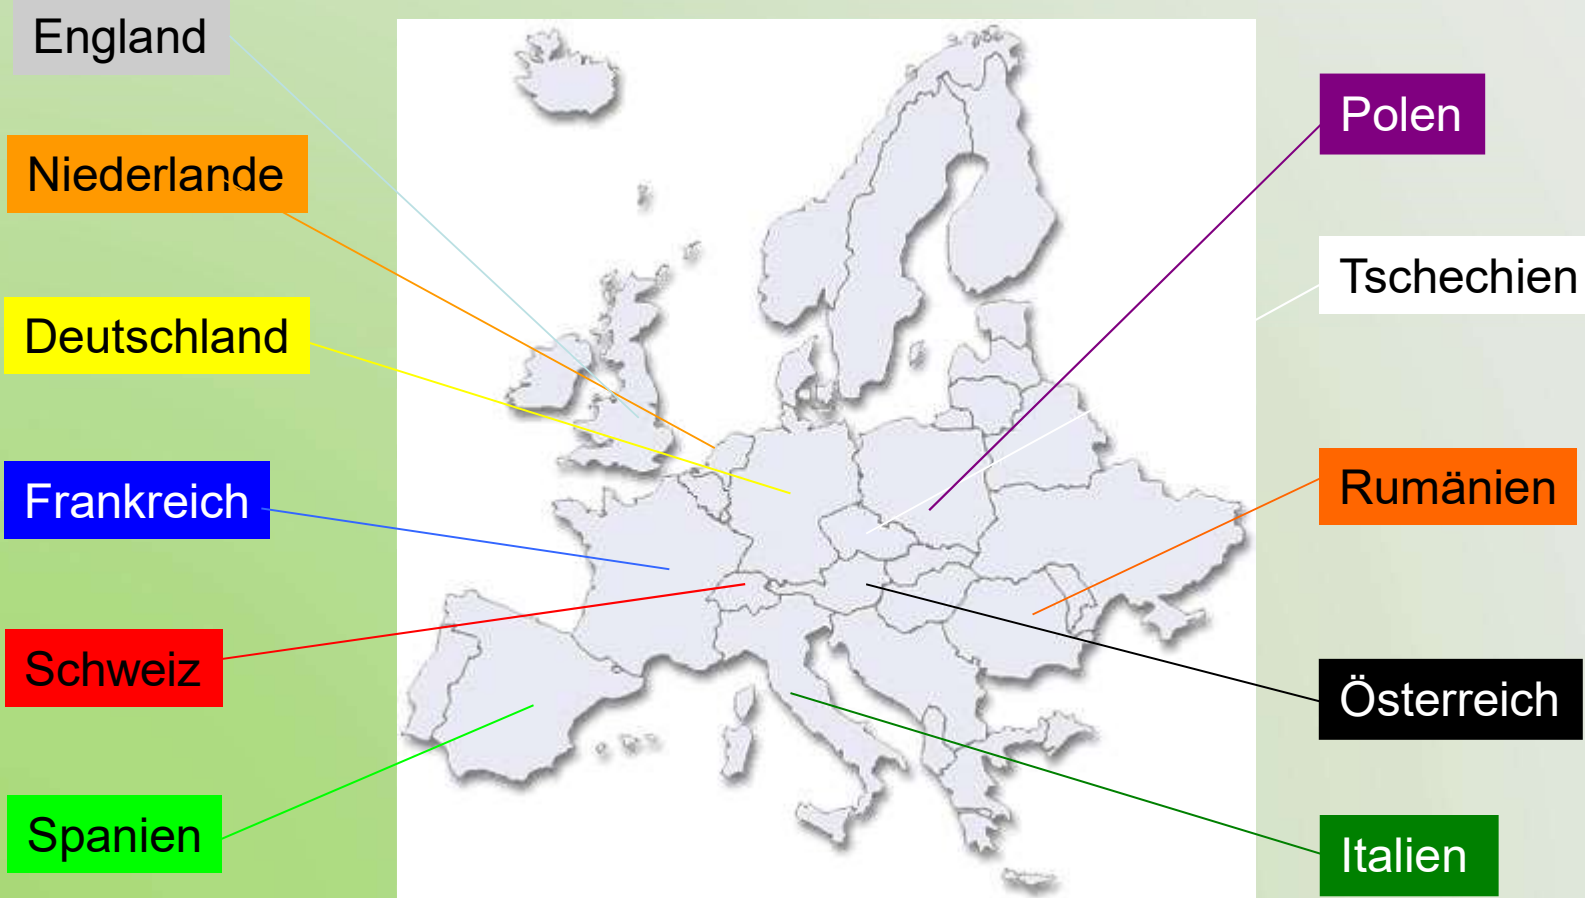 England
Niederlande
Deutschland
Frankreich
Schweiz
Spanien
Polen
Tschechien
Rumänien
Österreich
Italien